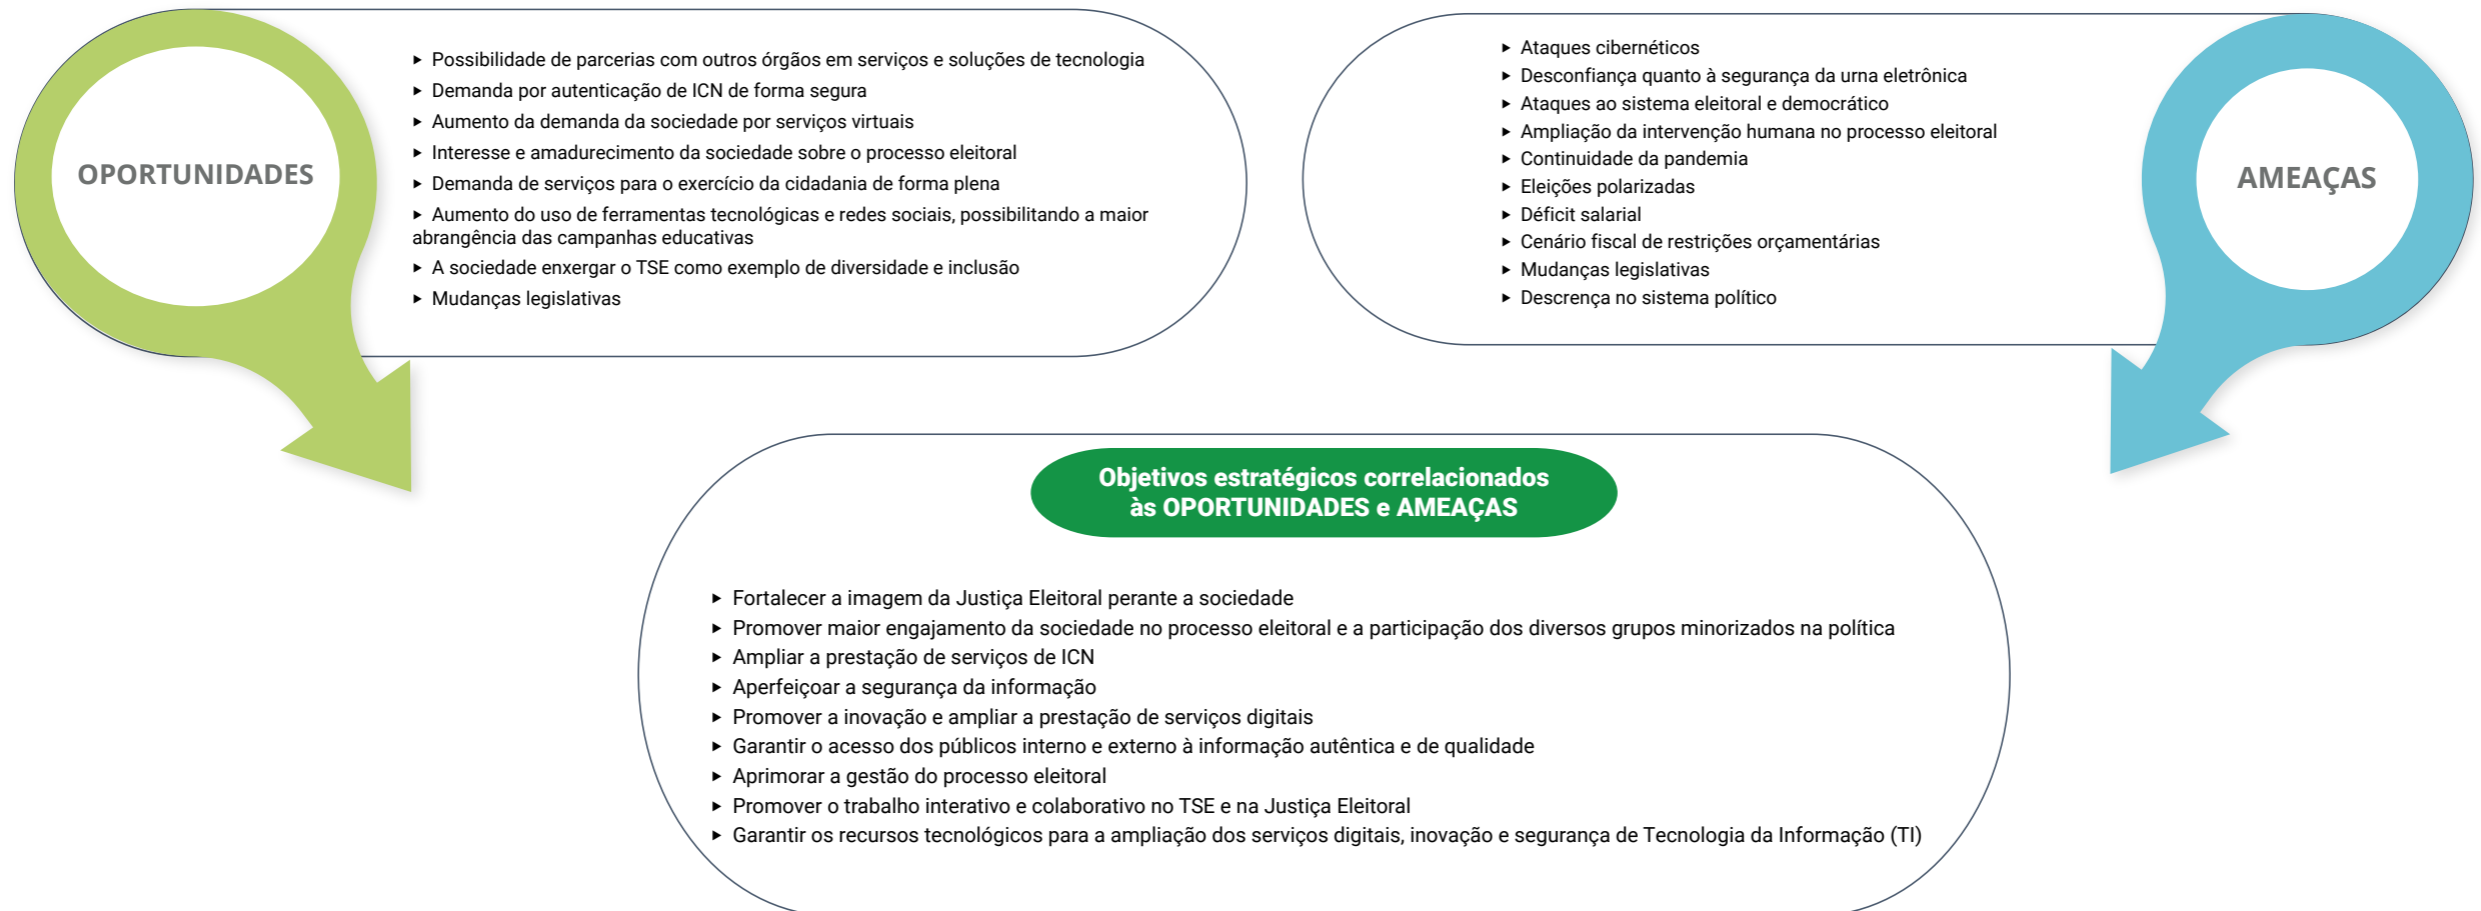 OPORTUNIDADES
▸ Possibilidade de parcerias com outros órgãos em serviços e soluções de tecnologia
▸ Demanda por autenticação de ICN de forma segura
▸ Aumento da demanda da sociedade por serviços virtuais
▸ Interesse e amadurecimento da sociedade sobre o processo eleitoral
▸ Demanda de serviços para o exercício da cidadania de forma plena
▸ Aumento do uso de ferramentas tecnológicas e redes sociais, possibilitando a maior
abrangência das campanhas educativas
▸ A sociedade enxergar o TSE como exemplo de diversidade e inclusão
▸ Mudanças legislativas
AMEAÇAS
▸ Ataques cibernéticos
▸ Desconfiança quanto à segurança da urna eletrônica
▸ Ataques ao sistema eleitoral e democrático
▸ Ampliação da intervenção humana no processo eleitoral
▸ Continuidade da pandemia
▸ Eleições polarizadas
▸ Déficit salarial
▸ Cenário fiscal de restrições orçamentárias
▸ Mudanças legislativas
▸ Descrença no sistema político
Objetivos estratégicos correlacionados
às OPORTUNIDADES e AMEAÇAS
▸ Fortalecer a imagem da Justiça Eleitoral perante a sociedade
▸ Promover maior engajamento da sociedade no processo eleitoral e a participação dos diversos grupos minorizados na política
▸ Ampliar a prestação de serviços de ICN
▸ Aperfeiçoar a segurança da informação
▸ Promover a inovação e ampliar a prestação de serviços digitais
▸ Garantir o acesso dos públicos interno e externo à informação autêntica e de qualidade
▸ Aprimorar a gestão do processo eleitoral
▸ Promover o trabalho interativo e colaborativo no TSE e na Justiça Eleitoral
▸ Garantir os recursos tecnológicos para a ampliação dos serviços digitais, inovação e segurança de Tecnologia da Informação (TI)